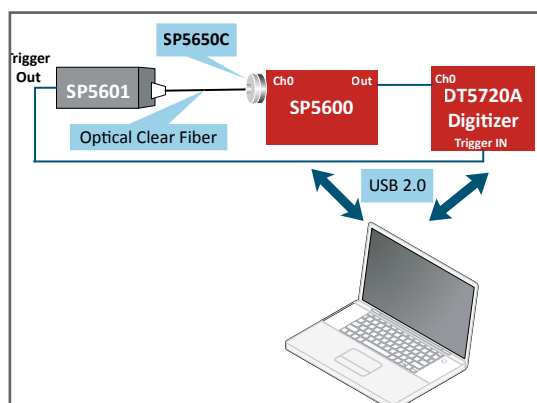 SP5650C
Trigger
Out
SP5601
Optical Clear Fiber
Ch0
Out
SP5600
Ch0
DT5720A
Digitizer
Trigger IN
USB 2.0